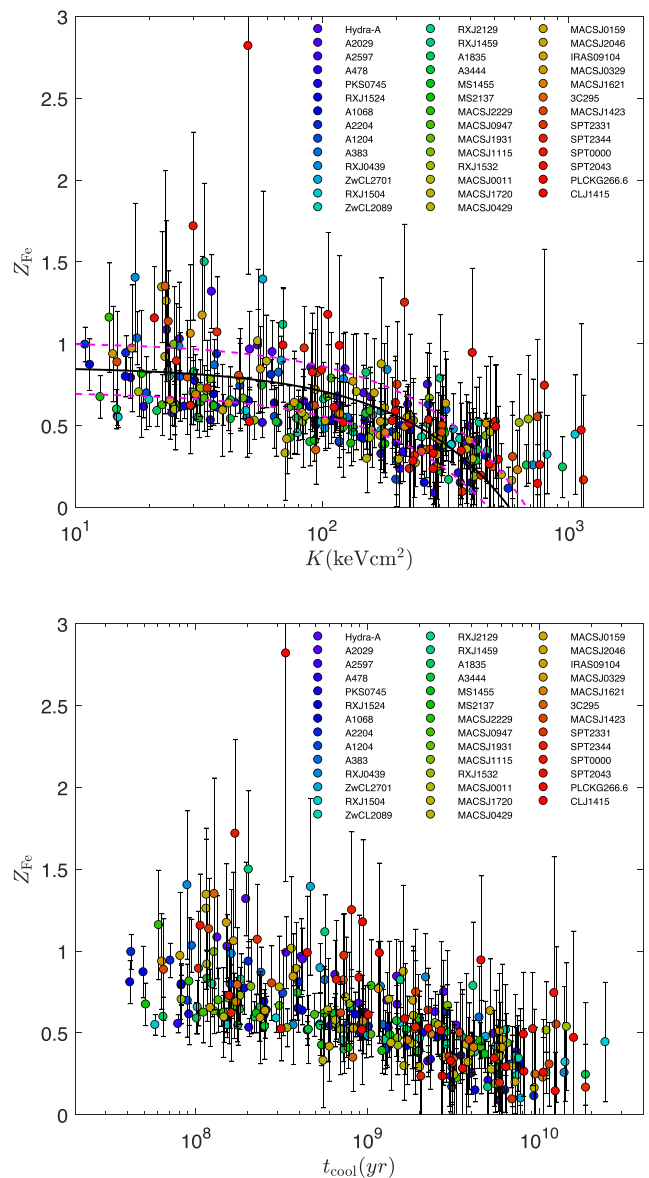 3
2.5
2
1.5
1
0.5
0
Z_Fe
Hydra-A
A2029
A2597
A478
PKS0745
RXJ1524
A1068
A2204
A1204
A383
RXJ0439
ZwCL2701
RXJ1504
ZwCL2089
RXJ2129
RXJ1459
A1835
A3444
MS1455
MS2137
MACSJ2229
MACSJ0947
MACSJ1931
MACSJ1115
RXJ1532
MACSJ0011
MACSJ1720
MACSJ0429
MACSJ0159
MACSJ2046
IRAS09104
MACSJ0329
MACSJ1621
3C295
MACSJ1423
SPT2331
SPT2344
SPT0000
SPT2043
PLCKG266.6
CLJ1415
10^1
10^2
10^3
K(keVcm^2)
3
2.5
2
1.5
1
0.5
0
Z_Fe
Hydra-A
A2029
A2597
A478
PKS0745
RXJ1524
A1068
A2204
A1204
A383
RXJ0439
ZwCL2701
RXJ1504
ZwCL2089
RXJ2129
RXJ1459
A1835
A3444
MS1455
MS2137
MACSJ2229
MACSJ0947
MACSJ1931
MACSJ1115
RXJ1532
MACSJ0011
MACSJ1720
MACSJ0429
MACSJ0159
MACSJ2046
IRAS09104
MACSJ0329
MACSJ1621
3C295
MACSJ1423
SPT2331
SPT2344
SPT0000
SPT2043
PLCKG266.6
CLJ1415
10^8
10^9
10^10
t_cool(yr)